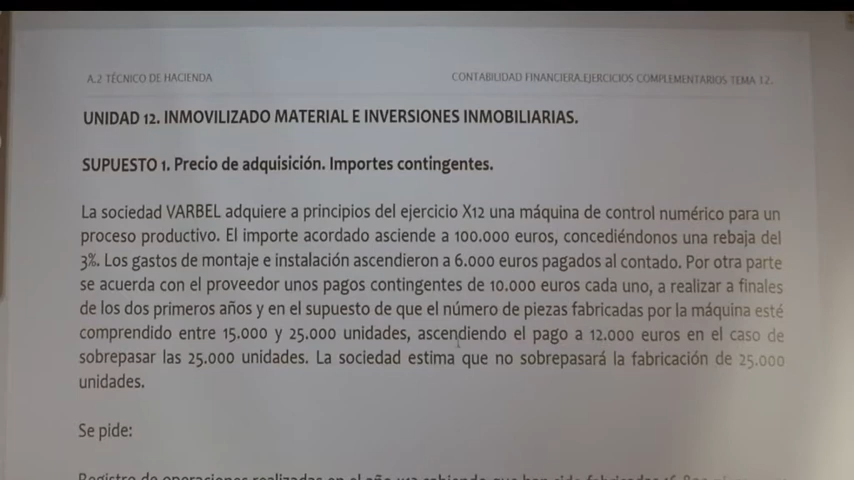 A.2 TÉCNICO DE HACIENDA
CONTABILIDAD FINANCIERA.EJERCICIOS COMPLEMENTARIOS TEMA 12.
UNIDAD 12. INMOVILIZADO MATERIAL E INVERSIONES INMOBILIARIAS.
SUPUESTO 1. Precio de adquisición. Importes contingentes.
La sociedad VARBEL adquiere a principios del ejercicio X12 una máquina de control numérico para un
proceso productivo. El importe acordado asciende a 100.000 euros, concediéndonos una rebaja del
3%. Los gastos de montaje e instalación ascendieron a 6.000 euros pagados al contado. Por otra parte
se acuerda con el proveedor unos pagos contingentes de 10.000 euros cada uno, a realizar a finales
de los dos primeros años y en el supuesto de que el número de piezas fabricadas por la máquina esté
comprendido entre 15.000 y 25.000 unidades, ascendiendo el pago a 12.000 euros en el caso de
sobrepasar las 25.000 unidades. La sociedad estima que no sobrepasará la fabricación de 25.000
unidades.
Se pide:
Registro de operaciones realizadas en el año